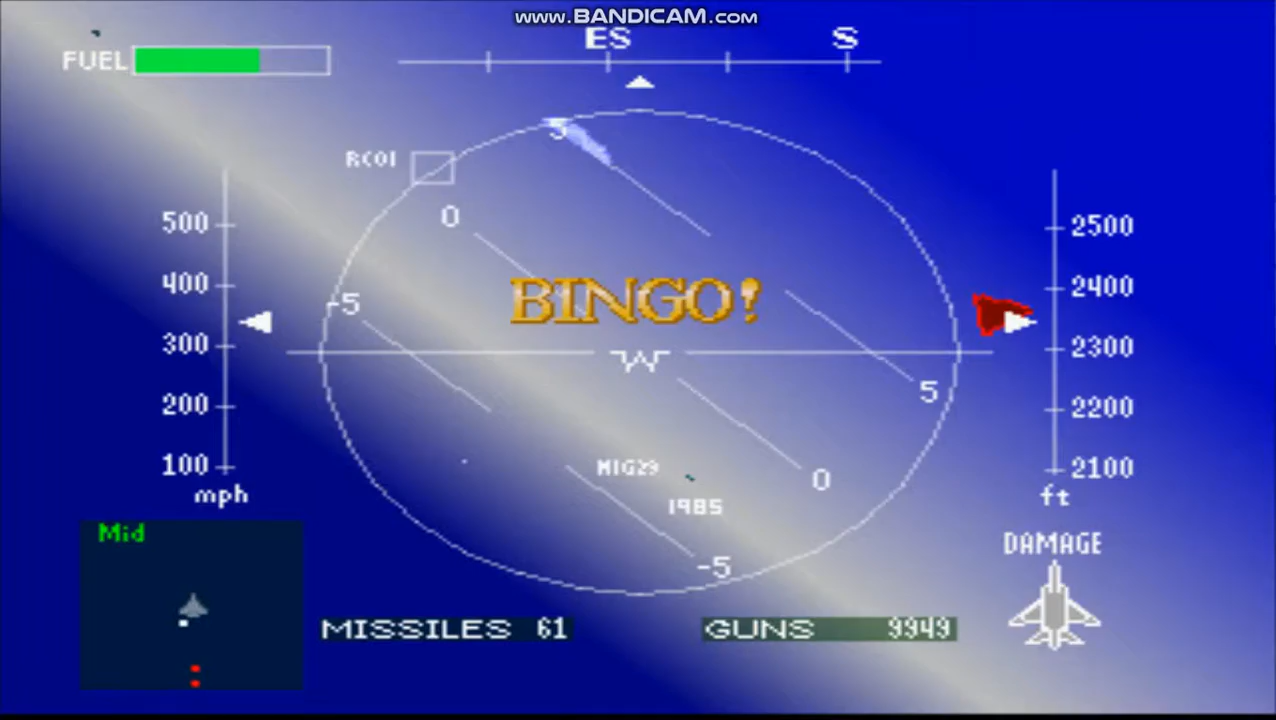 www.BANDICAM.com
ES S
FUEL
5
RC01
0
500
400
300
200
100
mph
-5
BINGO!
2500
2400
2300
2200
2100
ft
5
0
MIG29
1985
-5
Mid
DAMAGE
MISSILES 61
GUNS 9949